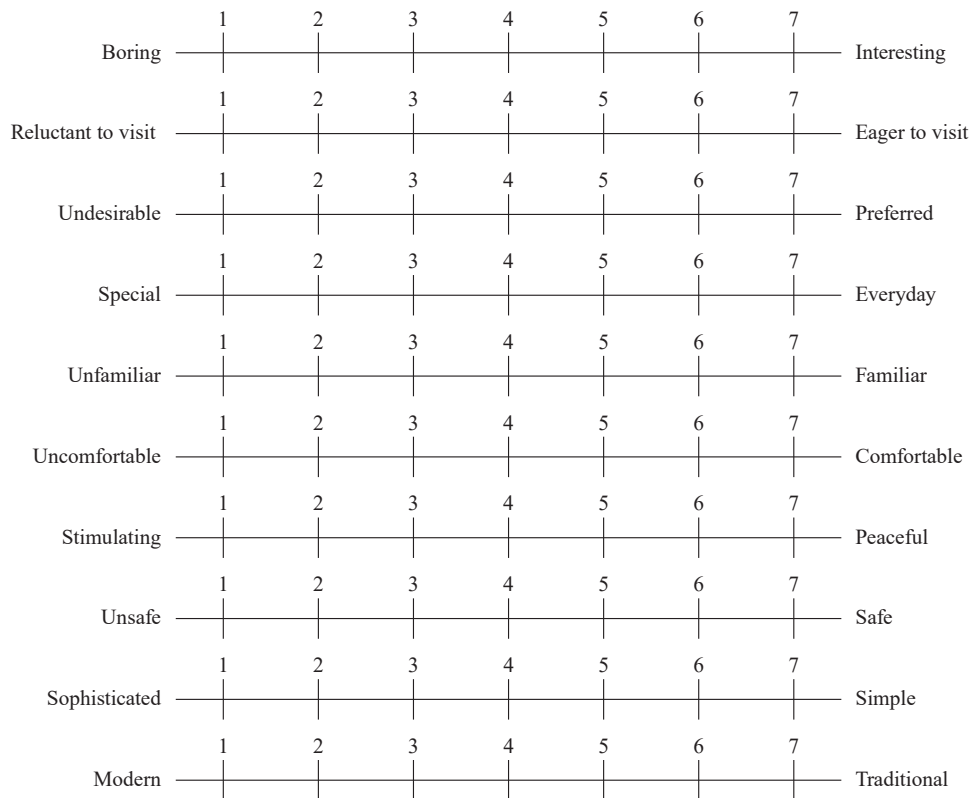 1 2 3 4 5 6 7
Boring Interesting
1 2 3 4 5 6 7
Reluctant to visit Eager to visit
1 2 3 4 5 6 7
Undesirable Preferred
1 2 3 4 5 6 7
Special Everyday
1 2 3 4 5 6 7
Unfamiliar Familiar
1 2 3 4 5 6 7
Uncomfortable Comfortable
1 2 3 4 5 6 7
Stimulating Peaceful
1 2 3 4 5 6 7
Unsafe Safe
1 2 3 4 5 6 7
Sophisticated Simple
1 2 3 4 5 6 7
Modern Traditional